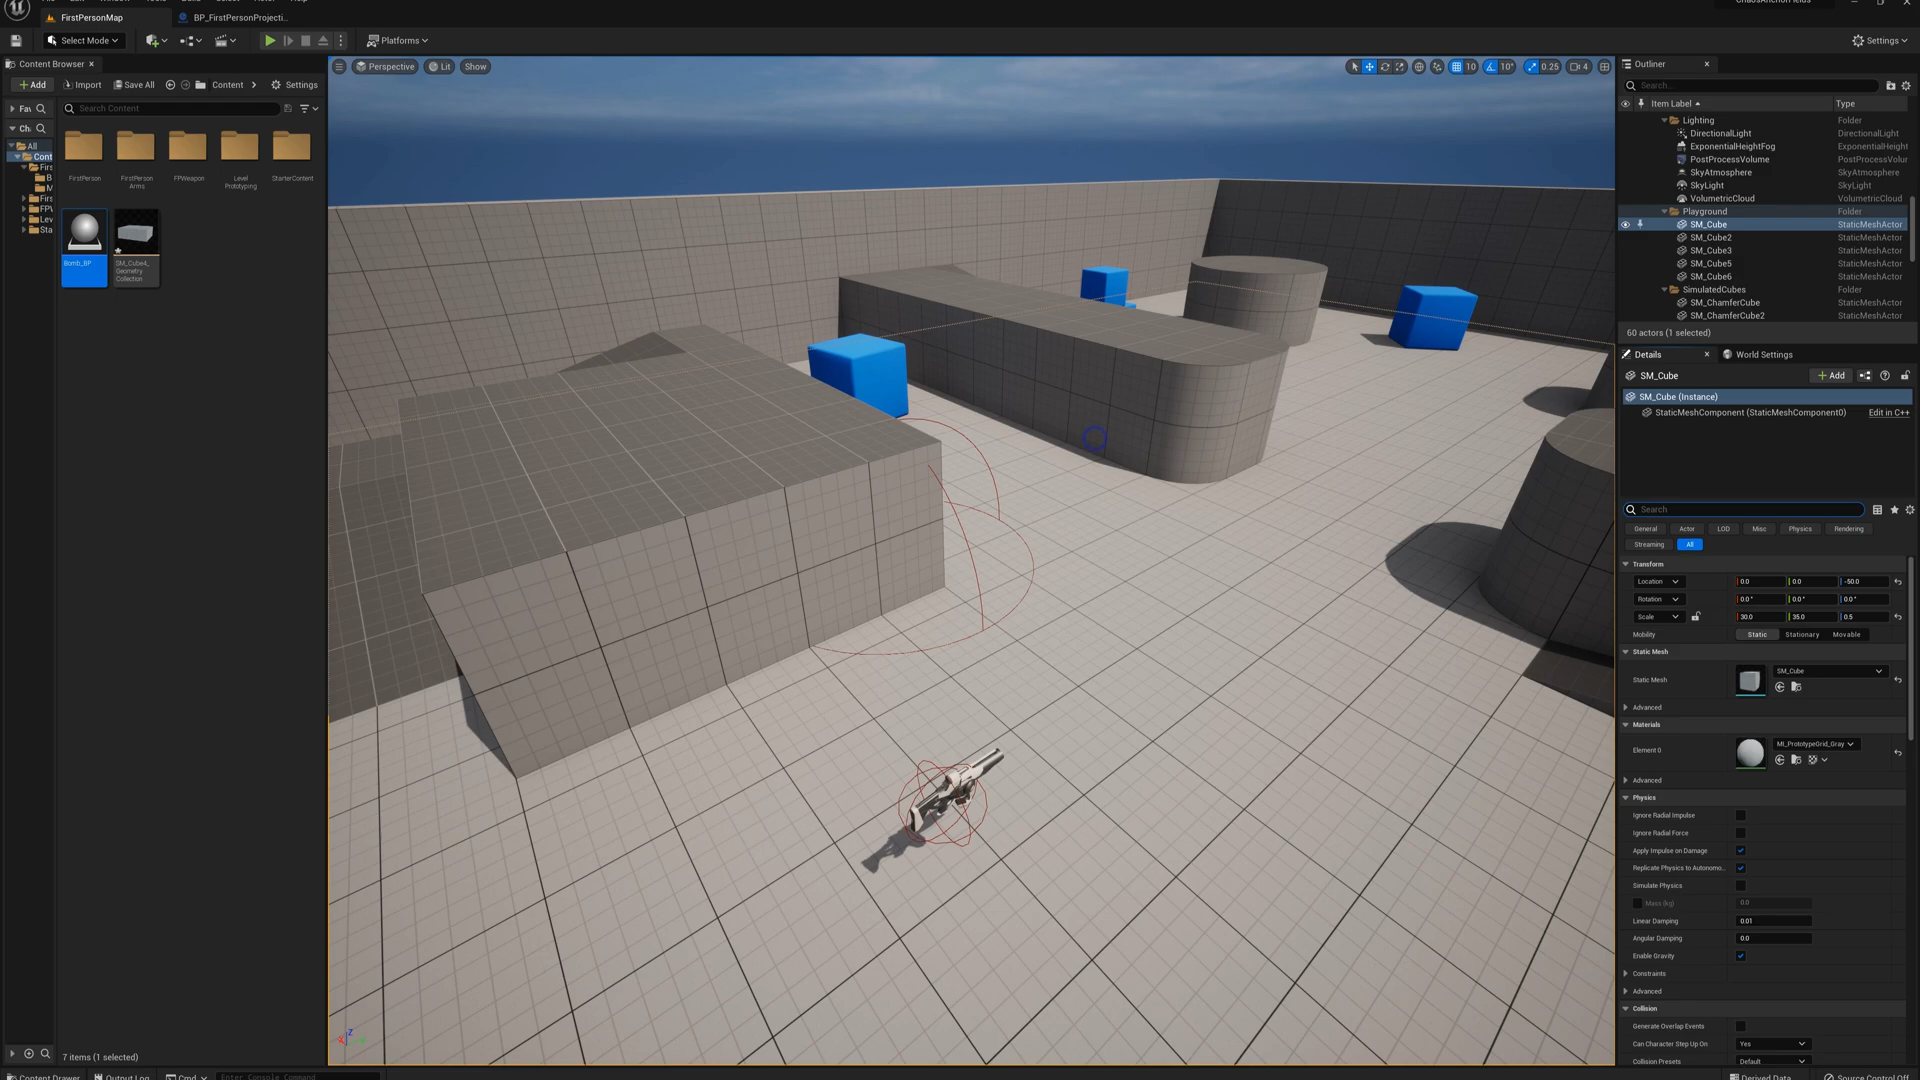 FirstPersonMap
BP_FirstPersonProjecti...
Select Mode
Platforms
Settings
Content Browser
Add
Import
Save All
Content
Settings
Search Content
Fav
Ch
All
Cont
Firs
B
M
Firs
FPV
Lev
Sta
FirstPerson
FirstPerson
Arms
FPWeapon
Level
Prototyping
StarterContent
Bomb_BP
SM_Cube4_
Geometry
Collection
7 items (1 selected)
Perspective
Lit
Show
10
10°
0.25
4
Outliner
Search...
Item Label
Type
Lighting
Folder
DirectionalLight
DirectionalLight
ExponentialHeightFog
ExponentialHeight
PostProcessVolume
PostProcessVolur
SkyAtmosphere
SkyAtmosphere
SkyLight
SkyLight
VolumetricCloud
VolumetricCloud
Playground
Folder
SM_Cube
StaticMeshActor
SM_Cube2
StaticMeshActor
SM_Cube3
StaticMeshActor
SM_Cube5
StaticMeshActor
SM_Cube6
StaticMeshActor
SimulatedCubes
Folder
SM_ChamferCube
StaticMeshActor
SM_ChamferCube2
StaticMeshActor
60 actors (1 selected)
Details
World Settings
SM_Cube
Add
SM_Cube (Instance)
StaticMeshComponent (StaticMeshComponent0)
Edit in C++
Search
General
Actor
LOD
Misc
Physics
Rendering
Streaming
All
Transform
Location
0.0
0.0
-50.0
Rotation
0.0°
0.0°
0.0°
Scale
30.0
35.0
0.5
Mobility
Static
Stationary
Movable
Static Mesh
Static Mesh
SM_Cube
Advanced
Materials
Element 0
MI_PrototypeGrid_Gray
Advanced
Physics
Ignore Radial Impulse
Ignore Radial Force
Apply Impulse on Damage
Replicate Physics to Autonomo...
Simulate Physics
Mass (kg)
0.0
Linear Damping
0.01
Angular Damping
0.0
Enable Gravity
Constraints
Advanced
Collision
Generate Overlap Events
Can Character Step Up On
Yes
Collision Presets
Default
X
Z
Content Drawer
Output Log
Cmd
Enter Console Command
Derived Data
Source Control Off